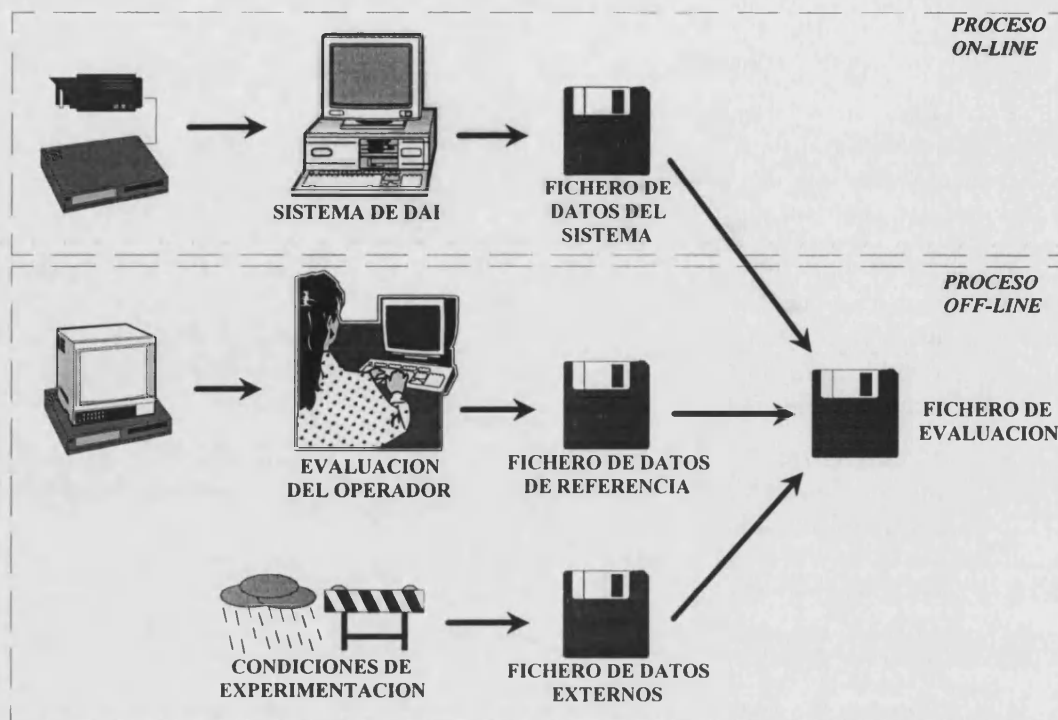 PROCESO
ON-LINE
SISTEMA DE DAI
FICHERO DE
DATOS DEL
SISTEMA
PROCESO
OFF-LINE
EVALUACION
DEL OPERADOR
FICHERO DE DATOS
DE REFERENCIA
FICHERO DE
EVALUACION
CONDICIONES DE
EXPERIMENTACION
FICHERO DE DATOS
EXTERNOS